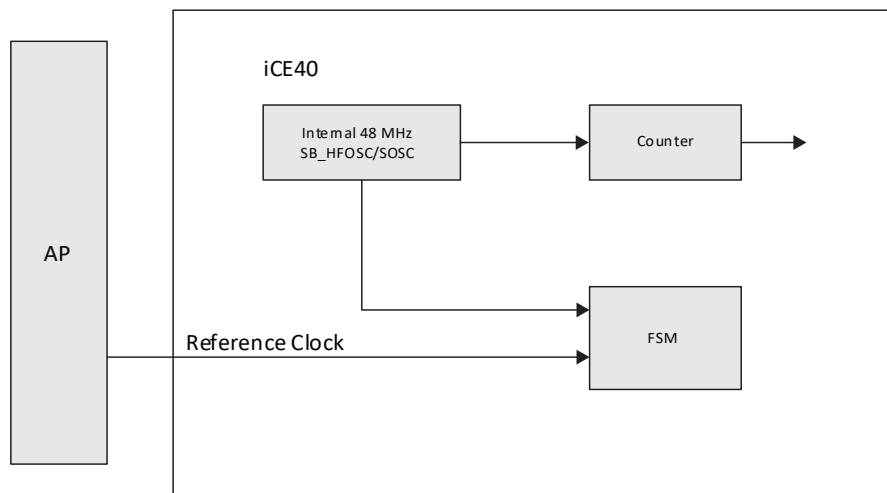 iCE40
Internal 48 MHz
SB_HFOSC/SOSC
Counter
AP
Reference Clock
FSM